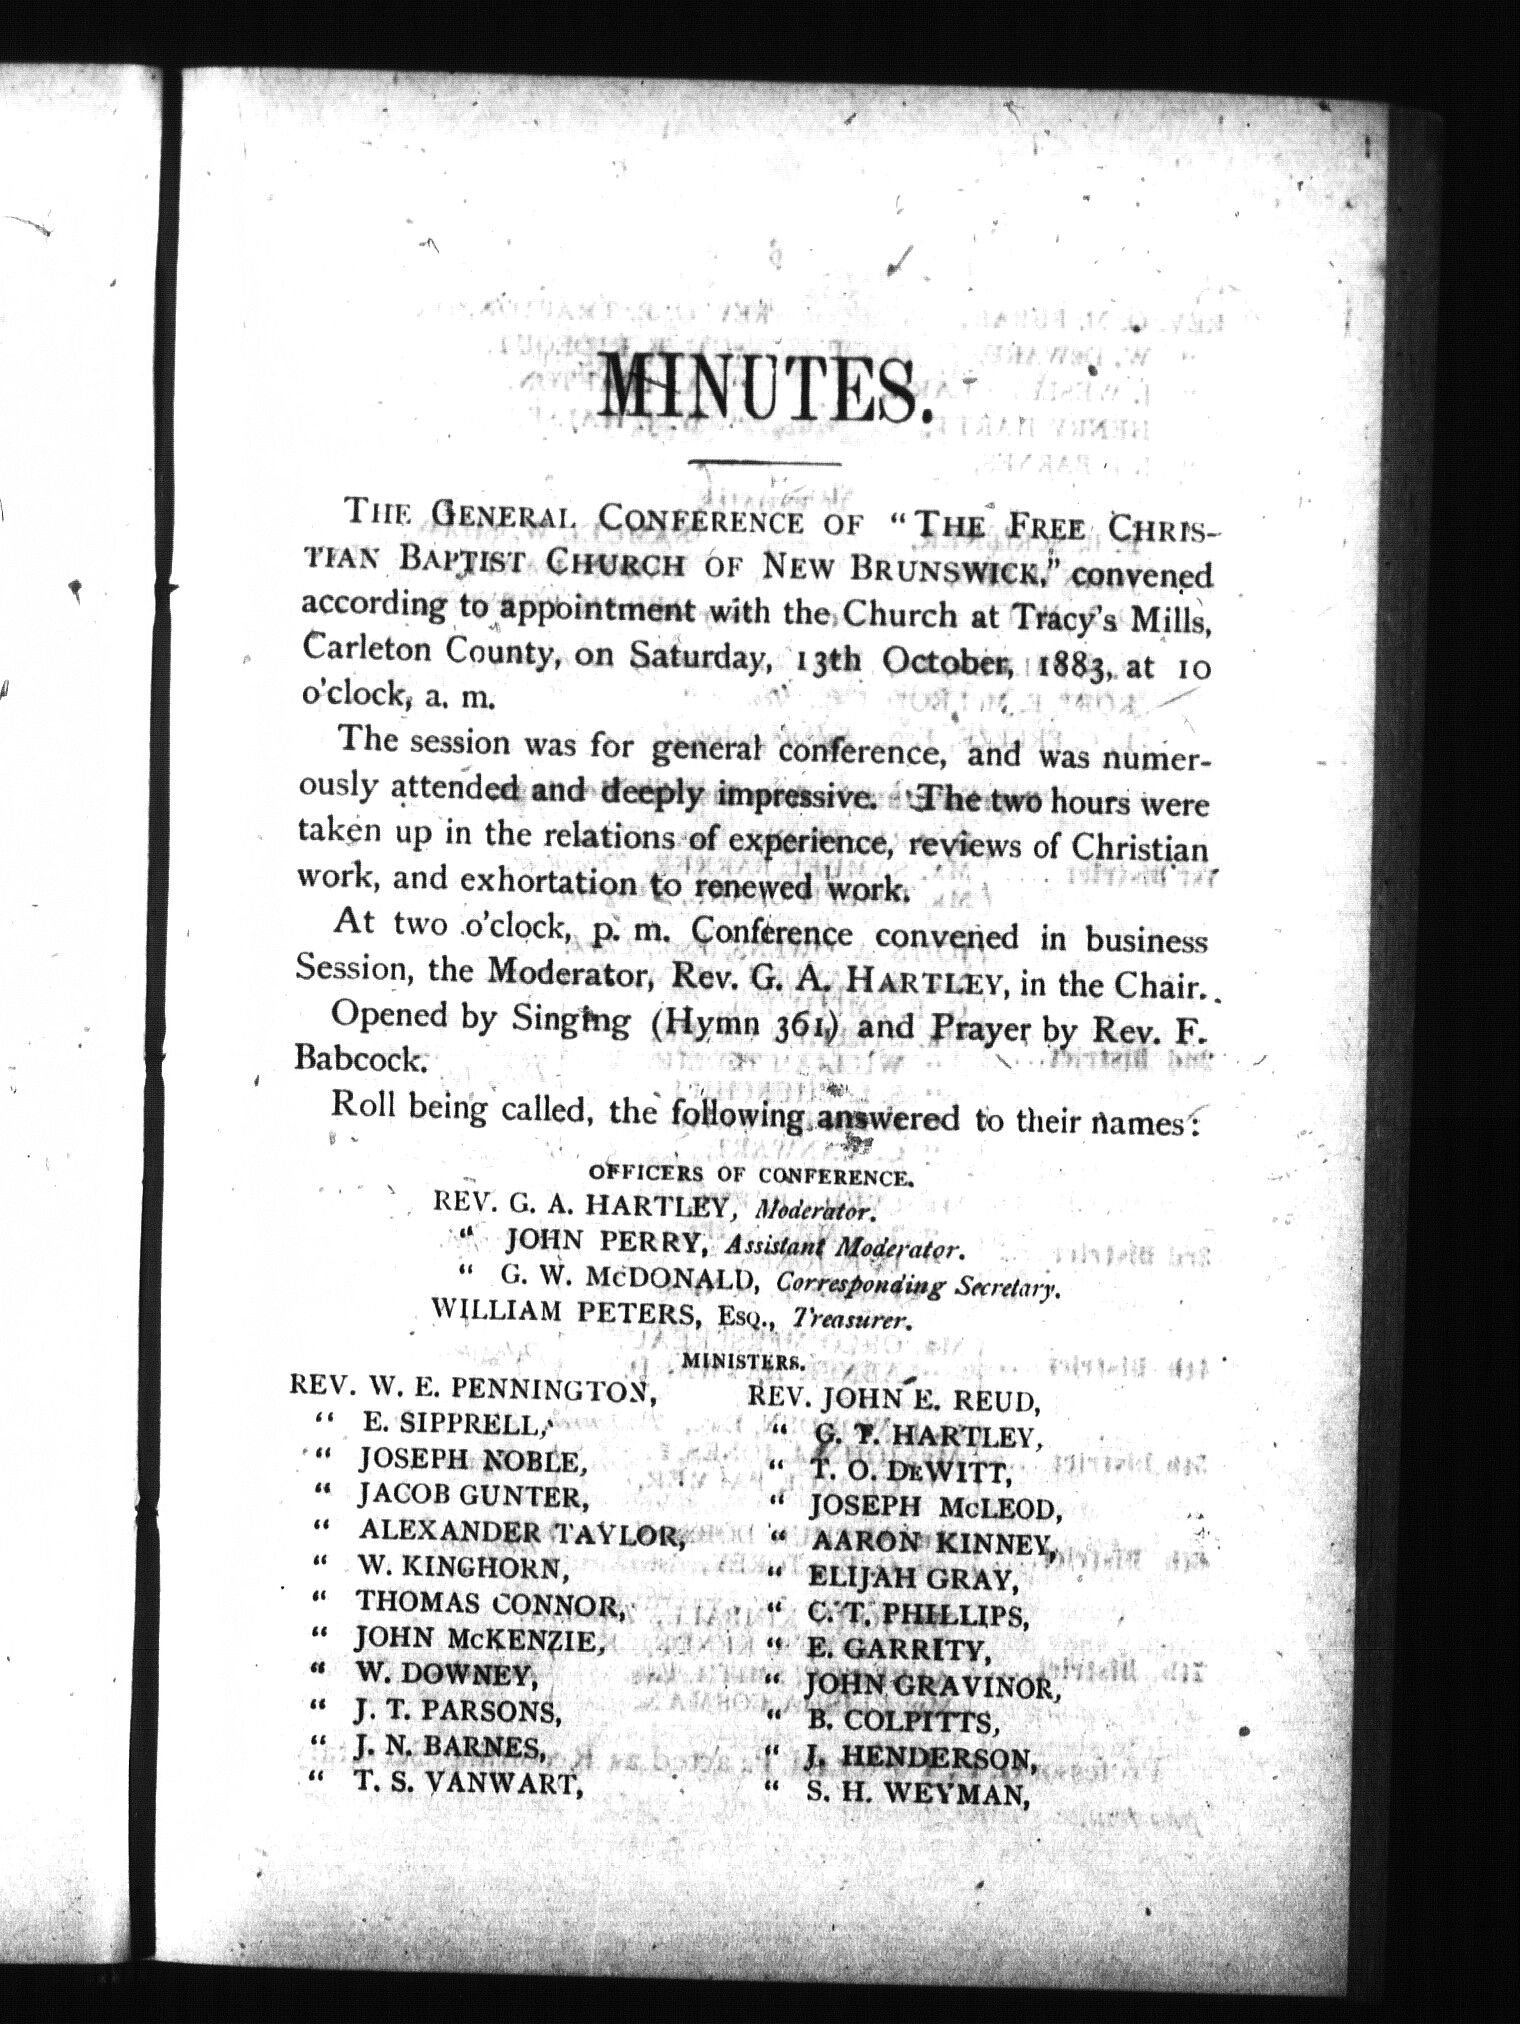 MINUTES.
THE GENERAL CONFERENCE OF “THE FREE CHRIS-
TIAN BAPTIST CHURCH OF NEW BRUNSWICK,” convened
according to appointment with the Church at Tracy’s Mills,
Carleton County, on Saturday, 13th October, 1883, at 10
o’clock, a. m.
The session was for general conference, and was numer-
ously attended and deeply impressive. The two hours were
taken up in the relations of experience, reviews of Christian
work, and exhortation to renewed work.
At two o’clock, p. m. Conference convened in business
Session, the Moderator, Rev. G. A. HARTLEY, in the Chair.
Opened by Singing (Hymn 361,) and Prayer by Rev. F.
Babcock.
Roll being called, the following answered to their names:
OFFICERS OF CONFERENCE.
REV. G. A. HARTLEY, Moderator.
“ JOHN PERRY, Assistant Moderator.
“ G. W. McDONALD, Corresponding Secretary.
WILLIAM PETERS, Esq., Treasurer.
MINISTERS.
REV. W. E. PENNINGTON,
“ E. SIPPRELL,
“ JOSEPH NOBLE,
“ JACOB GUNTER,
“ ALEXANDER TAYLOR,
“ W. KINGHORN,
“ THOMAS CONNOR,
“ JOHN McKENZIE,
“ W. DOWNEY,
“ J. T. PARSONS,
“ J. N. BARNES,
“ T. S. VANWART,
REV. JOHN E. REUD,
“ G. T. HARTLEY,
“ T. O. DEWITT,
“ JOSEPH McLEOD,
“ AARON KINNEY,
“ ELIJAH GRAY,
“ C. T. PHILLIPS,
“ E. GARRITY,
“ JOHN GRAVINOR,
“ B. COLPITTS,
“ J. HENDERSON,
“ S. H. WEYMAN,